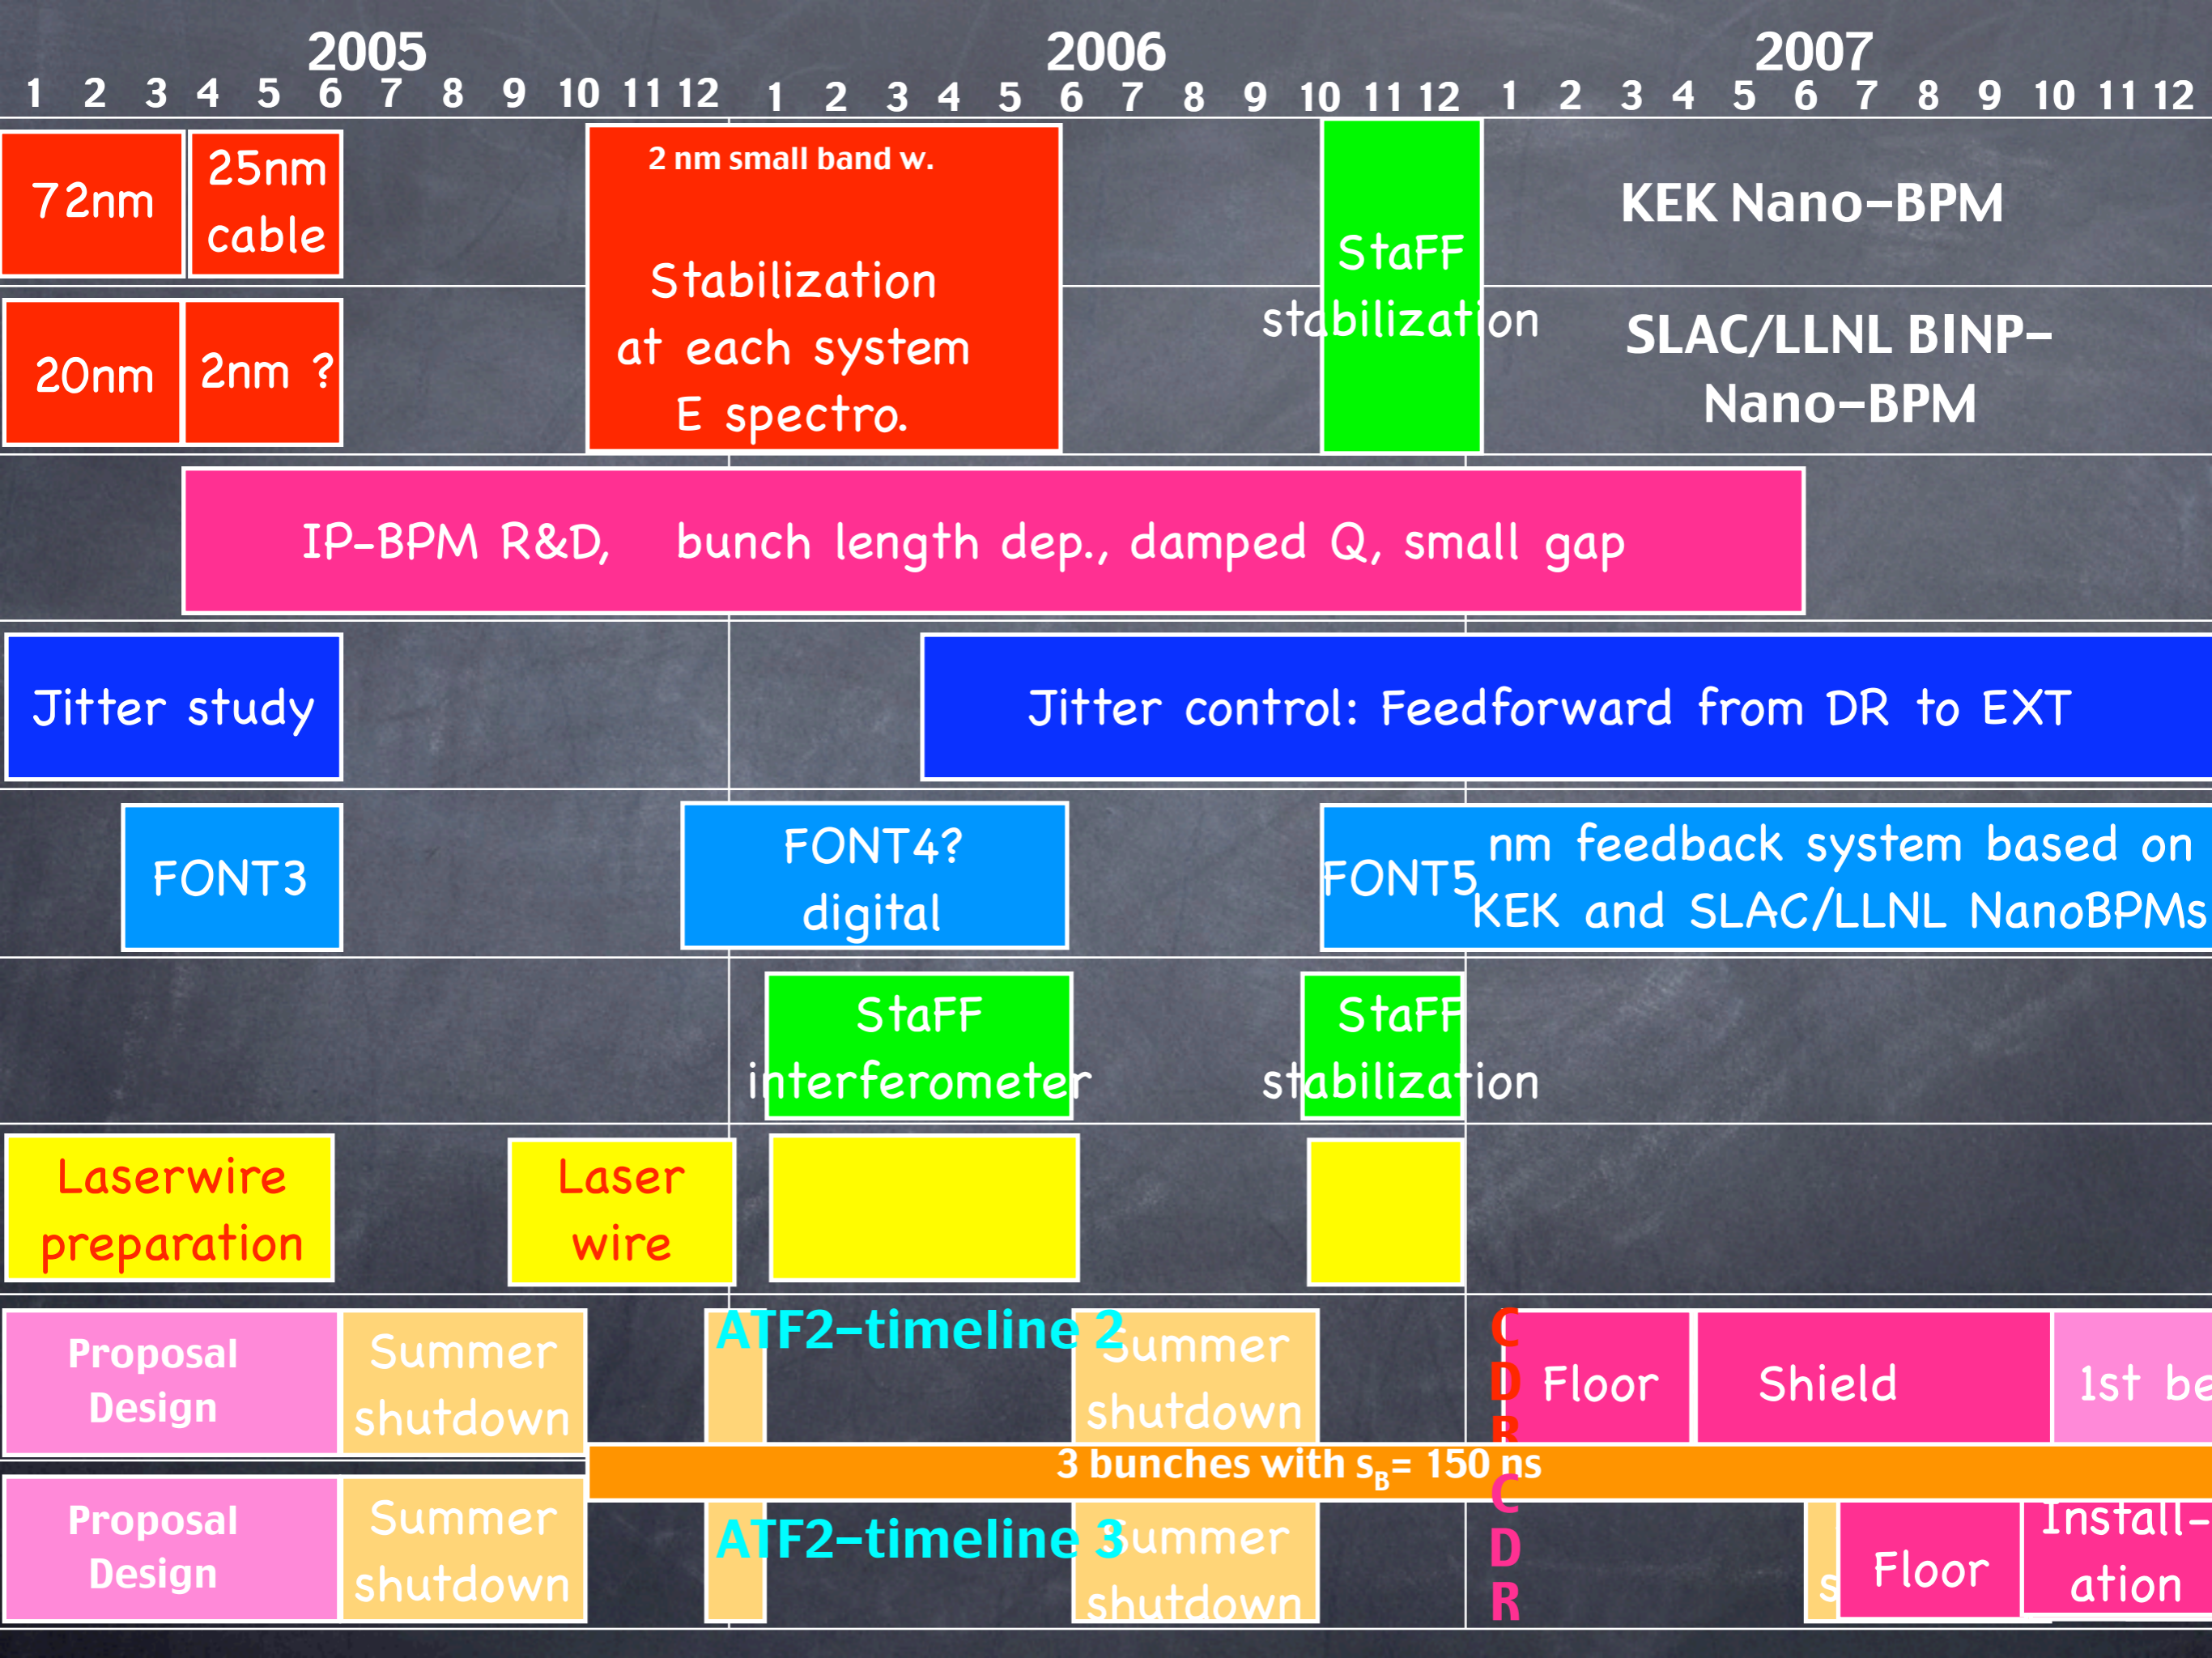 2005 2006 2007
1 2 3 4 5 6 7 8 9 10 11 12 1 2 3 4 5 6 7 8 9 10 11 12 1 2 3 4 5 6 7 8 9 10 11 12
72nm
25nm
cable
2 nm small band w.
Stabilization
at each system
E spectro.
StaFF
stabilization
KEK Nano-BPM
20nm
2nm ?
SLAC/LLNL BINP-
Nano-BPM
IP-BPM R&D, bunch length dep., damped Q, small gap
Jitter study
Jitter control: Feedforward from DR to EXT
FONT3
FONT4?
digital
FONT5
nm feedback system based on
KEK and SLAC/LLNL NanoBPMs
StaFF
interferometer
StaFF
stabilization
Laserwire
preparation
Laser
wire
Proposal
Design
Summer
shutdown
ATF2-timeline 2
Summer
shutdown
C
D
R
Floor
Shield
1st be
3 bunches with sB= 150 ns
Proposal
Design
Summer
shutdown
ATF2-timeline 3
Summer
shutdown
C
D
R
s
Floor
Install-
ation